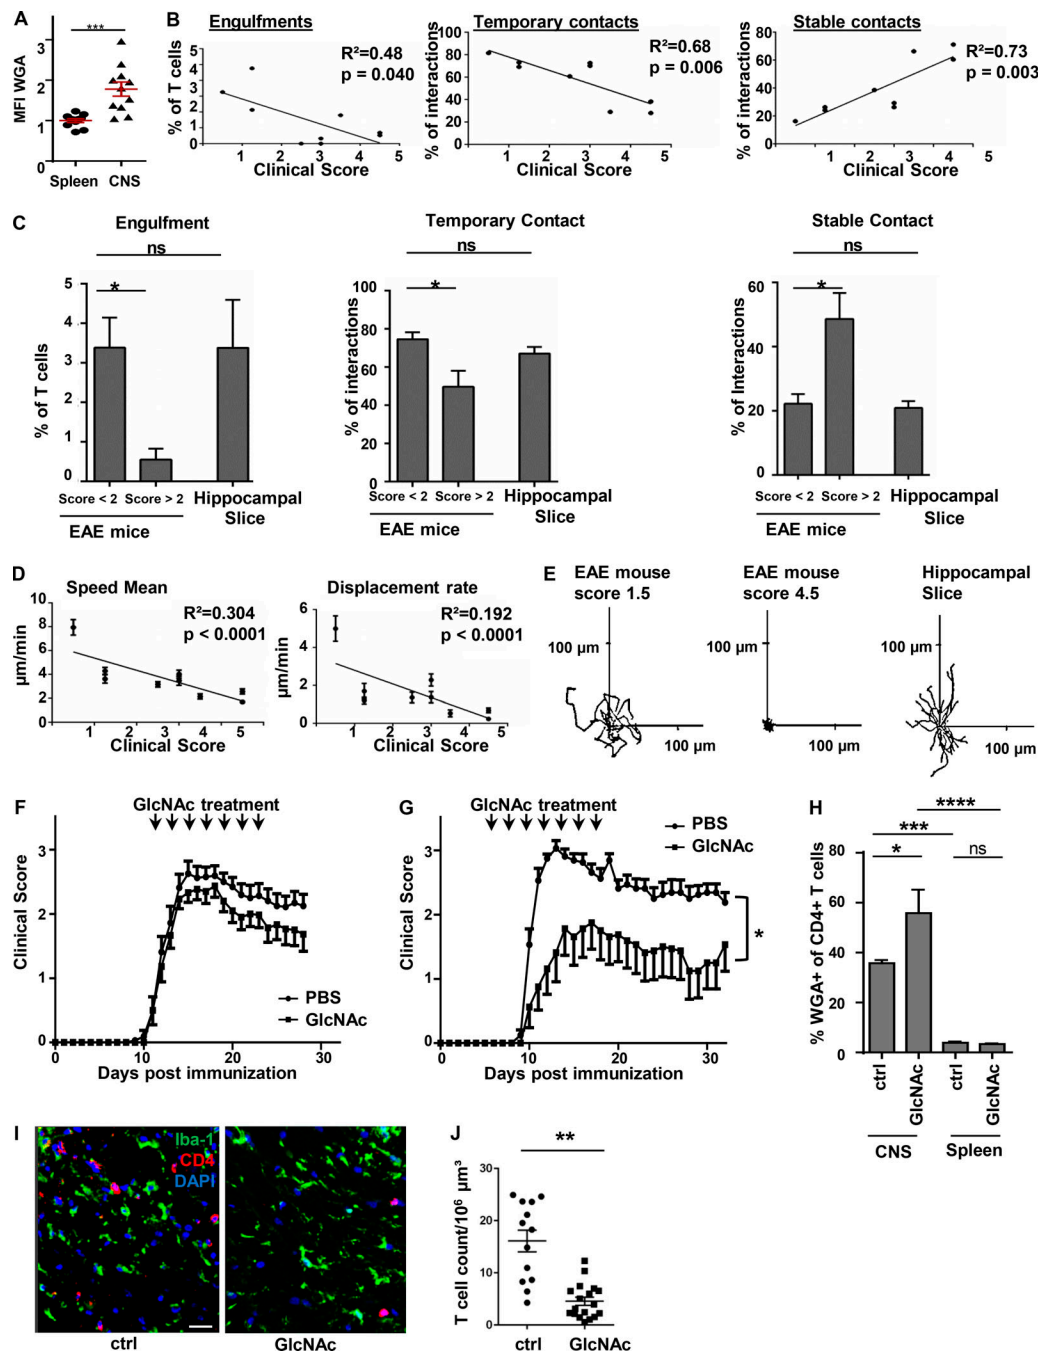 A
***
MFI WGA
3
2
1
0
Spleen CNS
B
Engulfments
% of T cells
R²=0.48
p = 0.040
5
4
3
2
1
0
1 2 3 4 5
Clinical Score
Temporary contacts
% of interactions
R²=0.68
p = 0.006
100
80
60
40
20
0
1 2 3 4 5
Clinical Score
Stable contacts
% of interactions
R²=0.73
p = 0.003
80
60
40
20
0
1 2 3 4 5
Clinical Score
C
Engulfment
ns
*
% of T cells
5
4
3
2
1
0
Score < 2 Score > 2
EAE mice
Hippocampal
Slice
Temporary Contact
ns
*
% of interactions
100
80
60
40
20
0
Score < 2 Score > 2
EAE mice
Hippocampal
Slice
Stable Contact
ns
*
% of Interactions
60
40
20
0
Score < 2 Score > 2
EAE mice
Hippocampal
Slice
D
Speed Mean
R²=0.304
p < 0.0001
µm/min
10
8
6
4
2
0
1 2 3 4 5
Clinical Score
Displacement rate
R²=0.192
p < 0.0001
µm/min
6
4
2
0
1 2 3 4 5
Clinical Score
E
EAE mouse
score 1.5
100 µm
100 µm
EAE mouse
score 4.5
100 µm
100 µm
Hippocampal
Slice
100 µm
100 µm
F
GlcNAc treatment
Clinical Score
3
2
1
0
PBS
GlcNAc
0 10 20 30
Days post immunization
G
GlcNAc treatment
PBS
GlcNAc
Clinical Score
3
2
1
0
*
0 10 20 30
Days post immunization
H
****
***
*
ns
% WGA+ of CD4+ T cells
80
60
40
20
0
ctrl
GlcNAc
ctrl
GlcNAc
CNS Spleen
I
Iba-1
CD4
DAPI
ctrl GlcNAc
J
**
T cell count/10⁶ µm³
30
20
10
0
ctrl GlcNAc